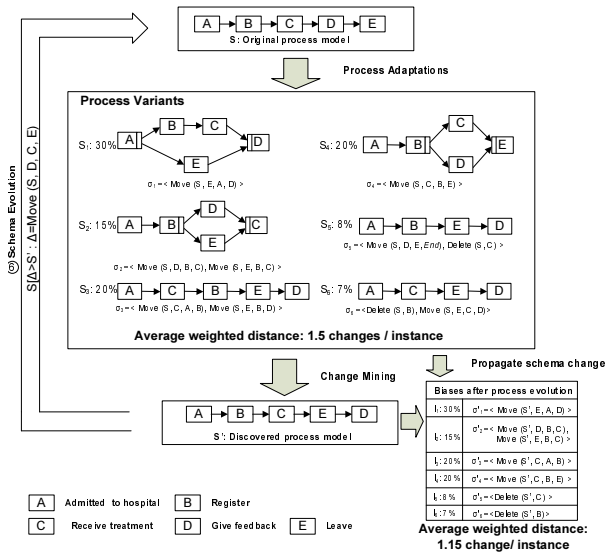 A B C D E
S: Original process model
Process Adaptations
Process Variants
S₁: 30% A B C E D
σ₁=< Move (S, E, A, D) >
S₄: 20% A B C D E
σ₄=< Move (S, C, B, E) >
S₂: 15% A B D E C
σ₂=< Move (S, D, B, C), Move (S, E, B, C) >
S₅: 8% A B E D
σ₅=< Move (S, D, E, End), Delete (S, C) >
S₃: 20% A C B E D
σ₃=< Move (S, C, A, B), Move (S, E, B, D) >
S₆: 7% A C E D
σ₆=<Delete (S, B), Move (S, E, C, D)>
Average weighted distance: 1.5 changes / instance
Schema Evolution
S[Δ>S' : Δ=Move (S, D, C, E)
Change Mining
Propagate schema change
A B C E D
S': Discovered process model
Biases after process evolution
I₁: 30% σ'₁=< Move (S', E, A, D) >
I₂: 15% σ'₂=< Move (S', D, B, C),
Move (S', E, B, C) >
I₃: 20% σ'₃=< Move (S', C, A, B) >
I₄: 20% σ'₄=< Move (S', C, B, E) >
I₅: 8% σ'₅=<Delete (S', C) >
I₆: 7% σ'₆=<Delete (S', B) >
Average weighted distance:
1.15 change/ instance
A Admitted to hospital B Register
C Receive treatment D Give feedback E Leave